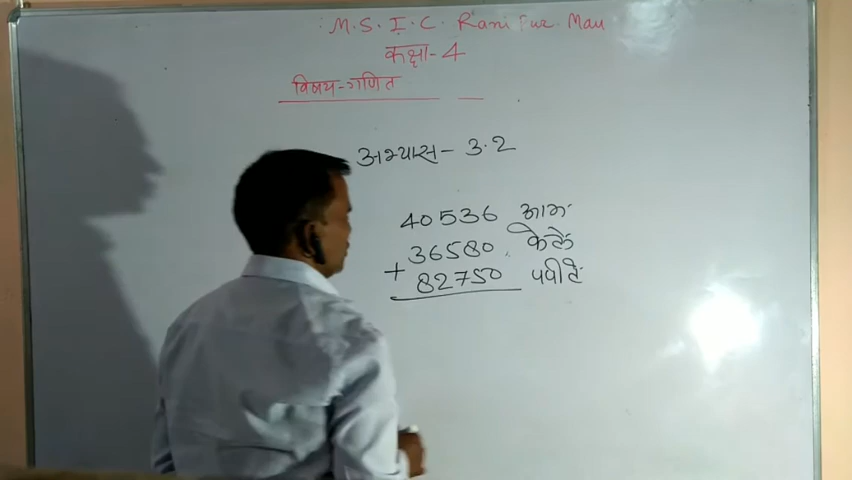 M.S.I.C. Rani Pur Mau
कक्षा-4
विषय-गणित
अभ्यास- 3.2
40536 आम
36580 केले
+ 82750 पपीते